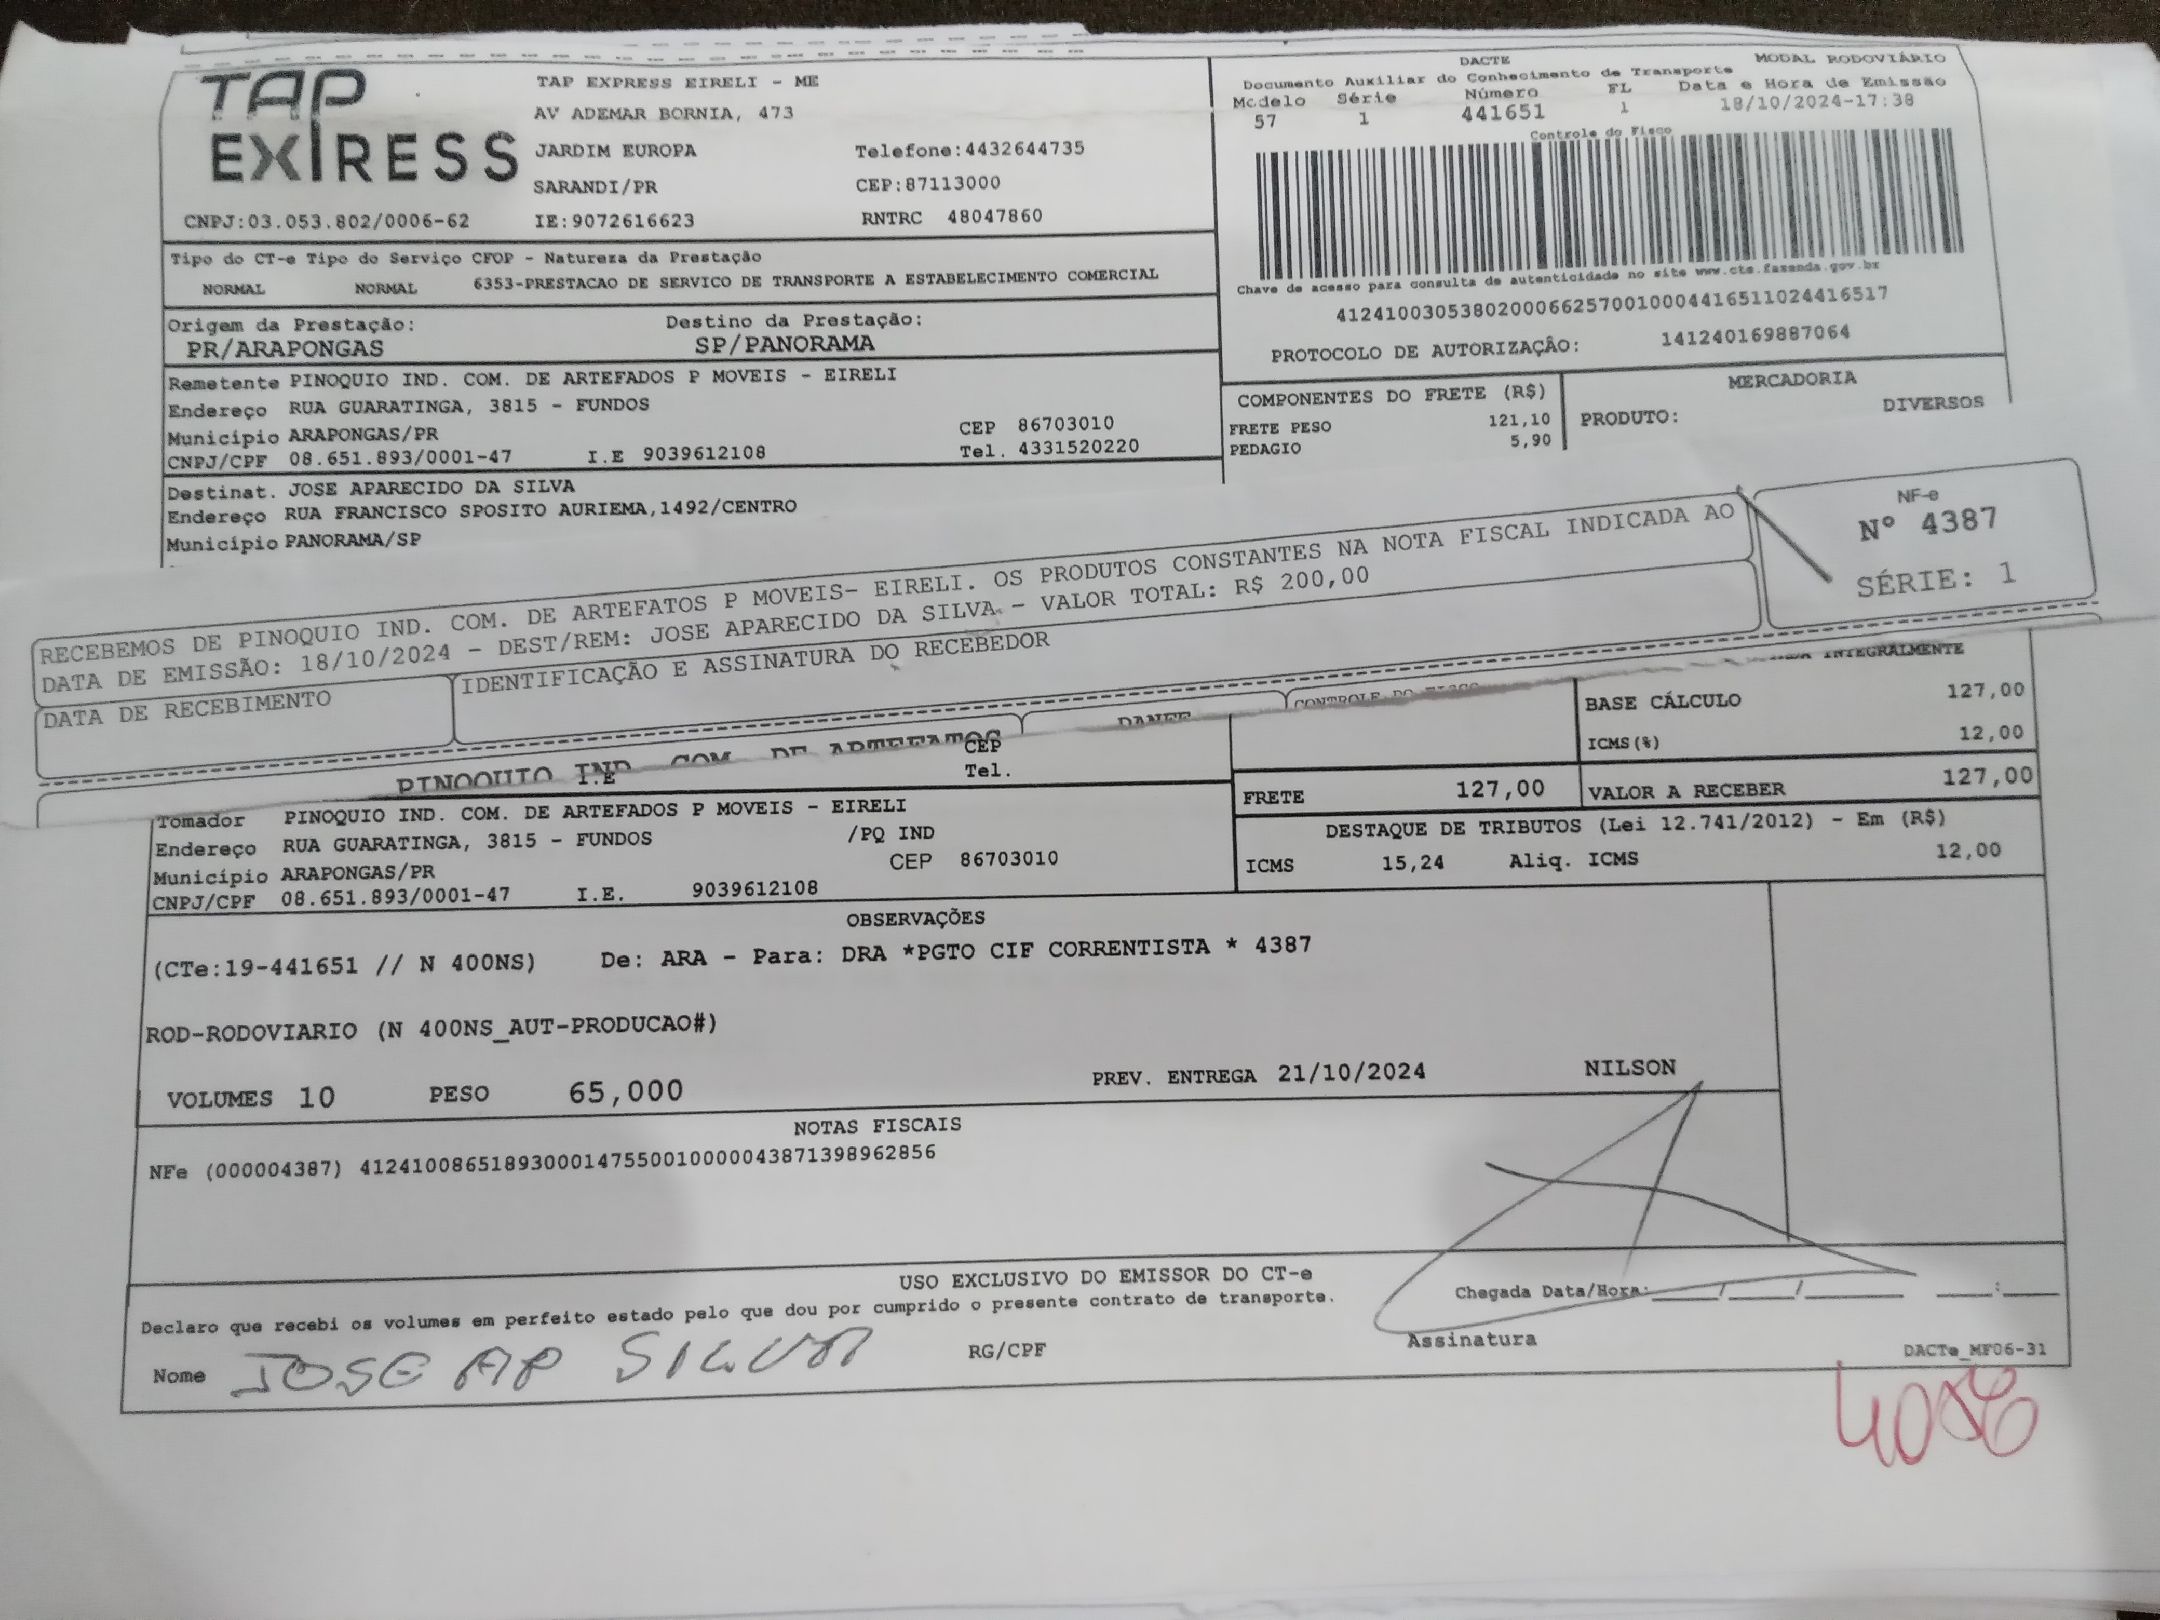 TAP EXPRESS
TAP EXPRESS EIRELI - ME
AV ADEMAR BORNIA, 473
JARDIM EUROPA Telefone:4432644735
SARANDI/PR CEP:87113000
CNPJ:03.053.802/0006-62 IE:9072616623 RNTRC 48047860
DACTE MODAL RODOVIÁRIO
Documento Auxiliar do Conhecimento de Transporte Data e Hora de Emissão
Modelo Série Número FL
57 1 441651 1 18/10/2024-17:38
Controle do Fisco
Chave de acesso para consulta de autenticidade no site www.cte.fazenda.gov.br
41241003053802000662570010004416511024416517
PROTOCOLO DE AUTORIZAÇÃO: 141240169887064
Tipo do CT-e Tipo do Serviço CFOP - Natureza da Prestação
NORMAL NORMAL 6353-PRESTACAO DE SERVICO DE TRANSPORTE A ESTABELECIMENTO COMERCIAL
Origem da Prestação: Destino da Prestação:
PR/ARAPONGAS SP/PANORAMA
Remetente PINOQUIO IND. COM. DE ARTEFADOS P MOVEIS - EIRELI
Endereço RUA GUARATINGA, 3815 - FUNDOS
Município ARAPONGAS/PR CEP 86703010
CNPJ/CPF 08.651.893/0001-47 I.E 9039612108 Tel. 4331520220
COMPONENTES DO FRETE (R$)
FRETE PESO 121,10
PEDAGIO 5,90
MERCADORIA
PRODUTO: DIVERSOS
Destinat. JOSE APARECIDO DA SILVA
Endereço RUA FRANCISCO SPOSITO AURIEMA,1492/CENTRO
Município PANORAMA/SP
RECEBEMOS DE PINOQUIO IND. COM. DE ARTEFATOS P MOVEIS- EIRELI. OS PRODUTOS CONSTANTES NA NOTA FISCAL INDICADA AO
DATA DE EMISSÃO: 18/10/2024 - DEST/REM: JOSE APARECIDO DA SILVA - VALOR TOTAL: R$ 200,00
DATA DE RECEBIMENTO IDENTIFICAÇÃO E ASSINATURA DO RECEBEDOR
NF-e
Nº 4387
SÉRIE: 1
PINOQUIO IND. COM. DE ARTEFATOS
DANFE
CONTROLE DO FISCO
INTEGRALMENTE
BASE CÁLCULO 127,00
ICMS(%) 12,00
I.E CEP
Tel.
FRETE 127,00 VALOR A RECEBER 127,00
Tomador PINOQUIO IND. COM. DE ARTEFADOS P MOVEIS - EIRELI
Endereço RUA GUARATINGA, 3815 - FUNDOS /PQ IND
Município ARAPONGAS/PR CEP 86703010
CNPJ/CPF 08.651.893/0001-47 I.E. 9039612108
DESTAQUE DE TRIBUTOS (Lei 12.741/2012) - Em (R$)
ICMS 15,24 Aliq. ICMS 12,00
OBSERVAÇÕES
(CTe:19-441651 // N 400NS) De: ARA - Para: DRA *PGTO CIF CORRENTISTA * 4387
ROD-RODOVIARIO (N 400NS_AUT-PRODUCAO#)
VOLUMES 10 PESO 65,000 PREV. ENTREGA 21/10/2024 NILSON
NOTAS FISCAIS
NFe (000004387) 41241008651893000147550010000043871398962856
USO EXCLUSIVO DO EMISSOR DO CT-e
Declaro que recebi os volumes em perfeito estado pelo que dou por cumprido o presente contrato de transporte.
Chegada Data/Hora: ____/____/______ ___:___
Nome JOSE AP SILVA RG/CPF Assinatura
DACTe_MF06-31